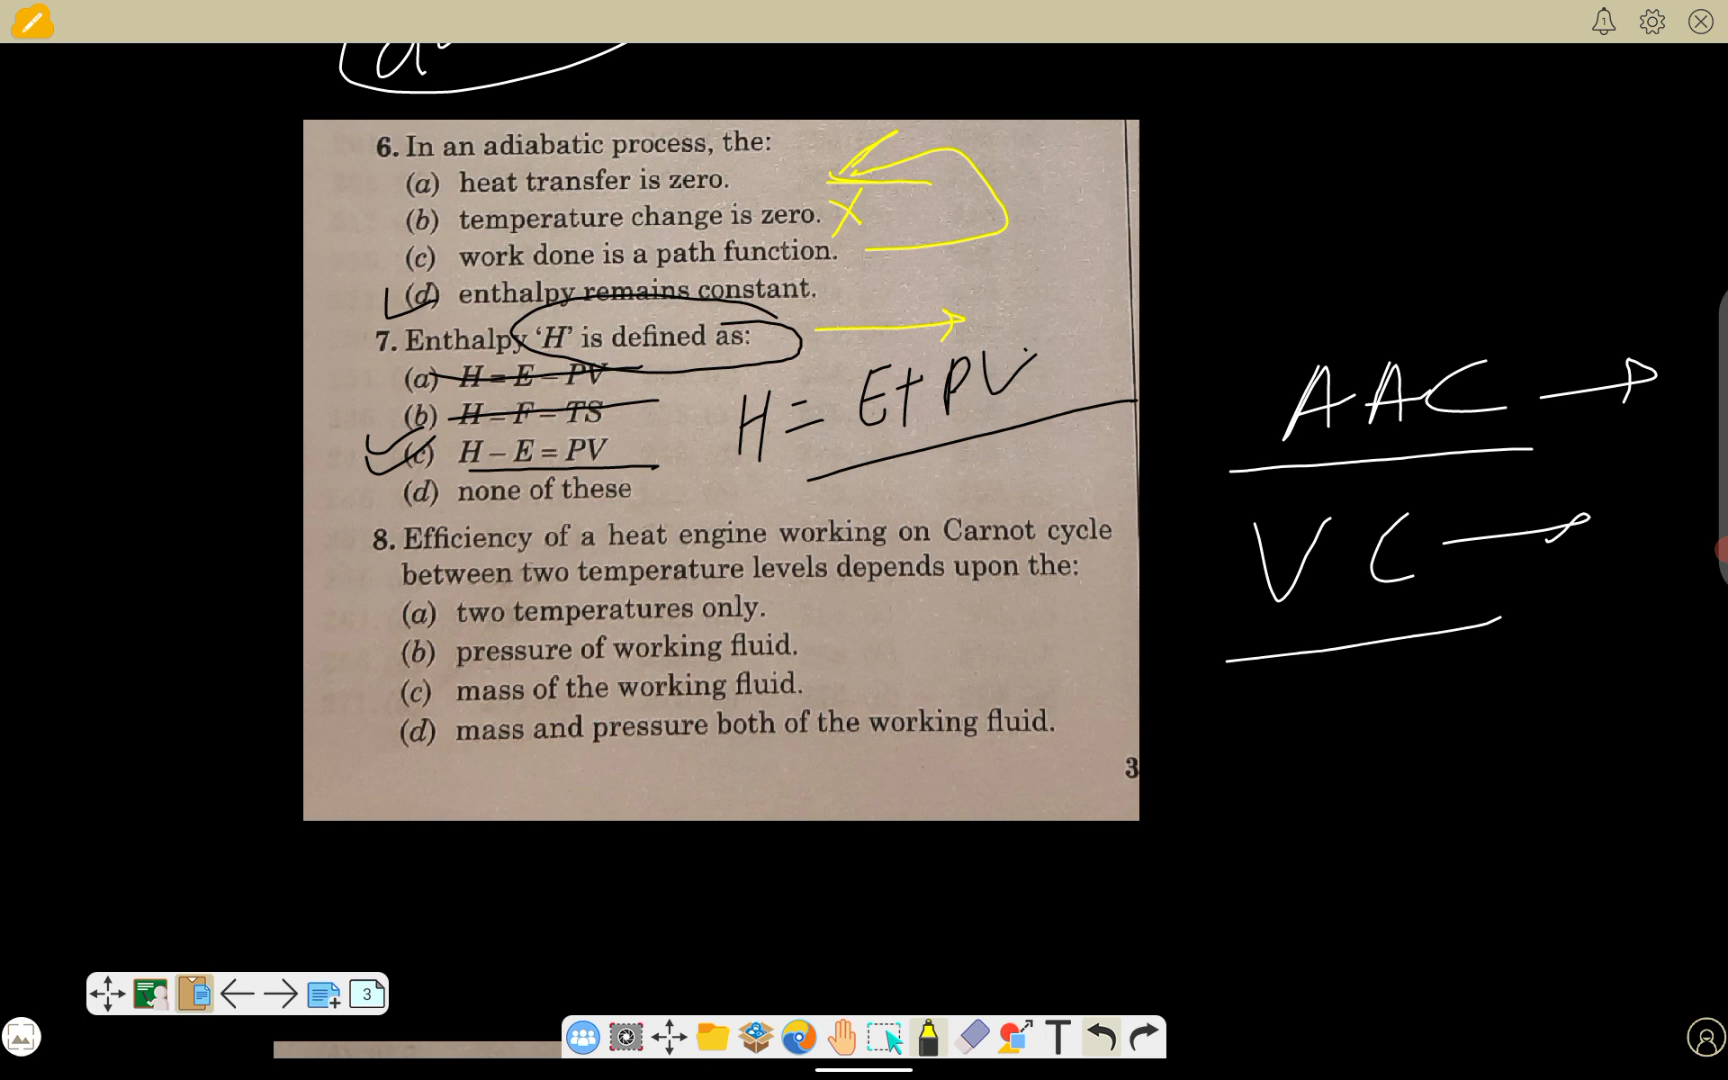 6. In an adiabatic process, the:
(a) heat transfer is zero.
(b) temperature change is zero. X
(c) work done is a path function.
(d) enthalpy remains constant.
7. Enthalpy ‘H’ is defined as:
(a) H = E – PV
(b) H – F = TS
(c) H – E = PV
(d) none of these
H = E + PV
8. Efficiency of a heat engine working on Carnot cycle
between two temperature levels depends upon the:
(a) two temperatures only.
(b) pressure of working fluid.
(c) mass of the working fluid.
(d) mass and pressure both of the working fluid.
3
AAC →
VC →
3
T
1